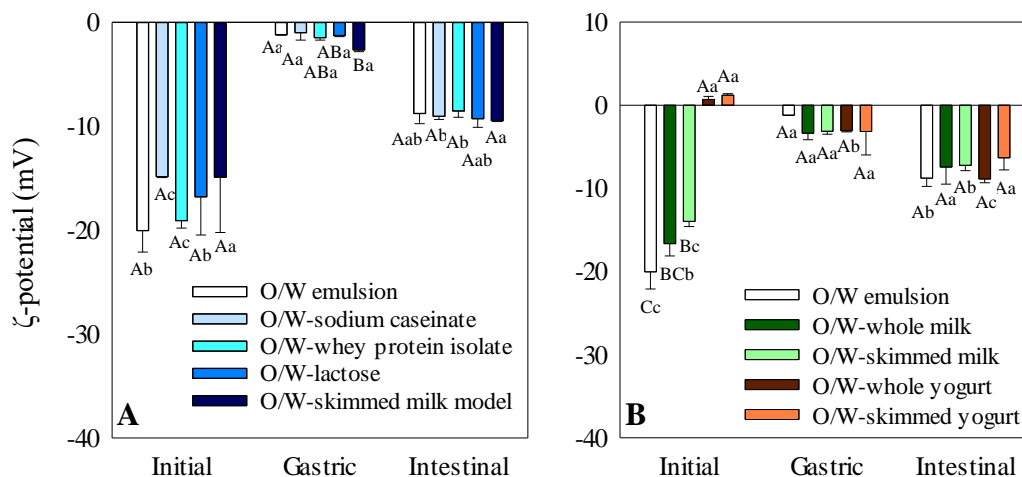 ζ-potential (mV)
0
-10
-20
-30
-40
Aa
Aa
ABa
ABa
Ba
Aab
Ab
Ab
Aab
Aa
Ac
Ac
Ab
Aa
Ab
O/W emulsion
O/W-sodium caseinate
O/W-whey protein isolate
O/W-lactose
O/W-skimmed milk model
A
Initial
Gastric
Intestinal
10
0
-10
-20
-30
-40
Aa
Aa
Aa
Aa
Aa
Ab
Aa
Ab
Aa
Ab
Ac
Aa
Bc
BCb
Cc
O/W emulsion
O/W-whole milk
O/W-skimmed milk
O/W-whole yogurt
O/W-skimmed yogurt
B
Initial
Gastric
Intestinal